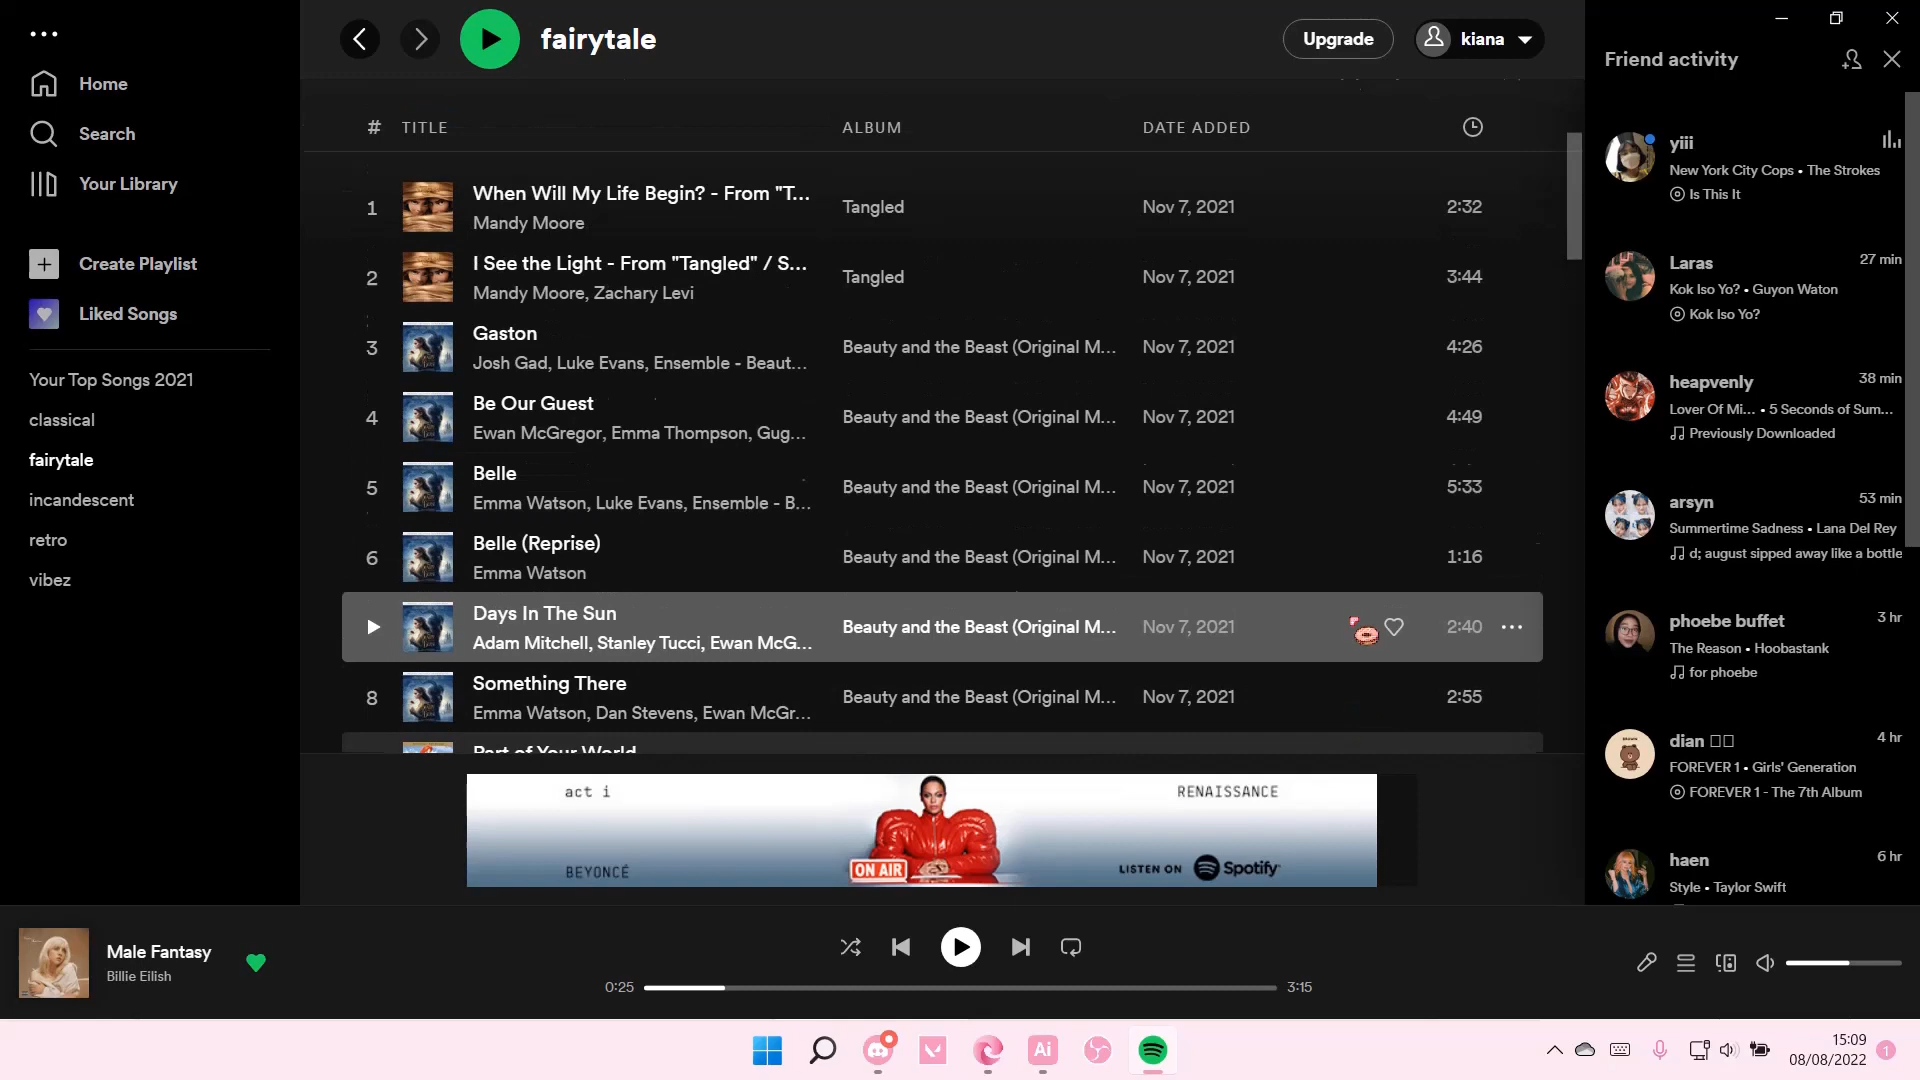 Home
Search
Your Library
Create Playlist
Liked Songs
Your Top Songs 2021
classical
fairytale
incandescent
retro
vibez
fairytale
Upgrade
kiana
# TITLE ALBUM DATE ADDED
1 When Will My Life Begin? - From "T... Tangled Nov 7, 2021 2:32
Mandy Moore
2 I See the Light - From "Tangled" / S... Tangled Nov 7, 2021 3:44
Mandy Moore, Zachary Levi
3 Gaston Beauty and the Beast (Original M... Nov 7, 2021 4:26
Josh Gad, Luke Evans, Ensemble - Beaut...
4 Be Our Guest Beauty and the Beast (Original M... Nov 7, 2021 4:49
Ewan McGregor, Emma Thompson, Gug...
5 Belle Beauty and the Beast (Original M... Nov 7, 2021 5:33
Emma Watson, Luke Evans, Ensemble - B...
6 Belle (Reprise) Beauty and the Beast (Original M... Nov 7, 2021 1:16
Emma Watson
Days In The Sun Beauty and the Beast (Original M... Nov 7, 2021 2:40
Adam Mitchell, Stanley Tucci, Ewan McG...
8 Something There Beauty and the Beast (Original M... Nov 7, 2021 2:55
Emma Watson, Dan Stevens, Ewan McGr...
Part of Your World
act i RENAISSANCE
BEYONCÉ ON AIR LISTEN ON Spotify
Friend activity
yiii
New York City Cops • The Strokes
Is This It
Laras 27 min
Kok Iso Yo? • Guyon Waton
Kok Iso Yo?
heapvenly 38 min
Lover Of Mi... • 5 Seconds of Sum...
Previously Downloaded
arsyn 53 min
Summertime Sadness • Lana Del Rey
d; august sipped away like a bottle
phoebe buffet 3 hr
The Reason • Hoobastank
for phoebe
dian 4 hr
FOREVER 1 • Girls' Generation
FOREVER 1 - The 7th Album
haen 6 hr
Style • Taylor Swift
Male Fantasy
Billie Eilish
0:25 3:15
Ai
15:09
08/08/2022
1